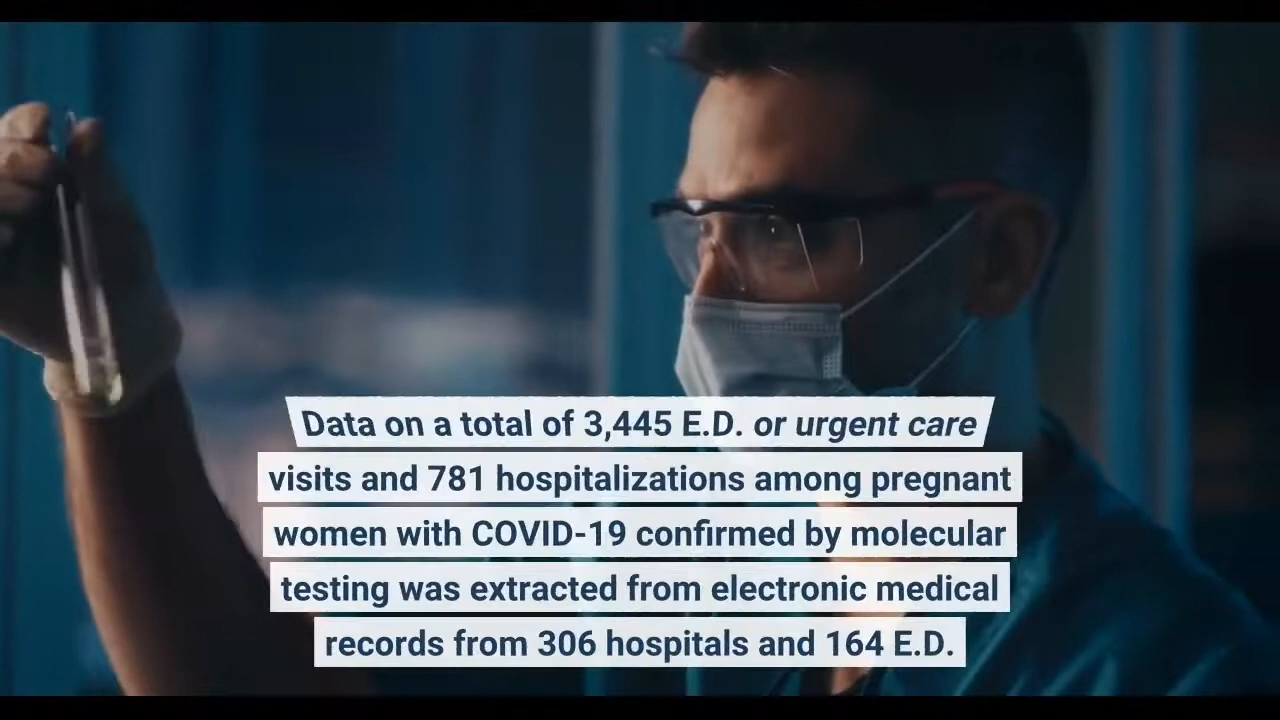 Data on a total of 3,445 E.D. or urgent care
visits and 781 hospitalizations among pregnant
women with COVID-19 confirmed by molecular
testing was extracted from electronic medical
records from 306 hospitals and 164 E.D.